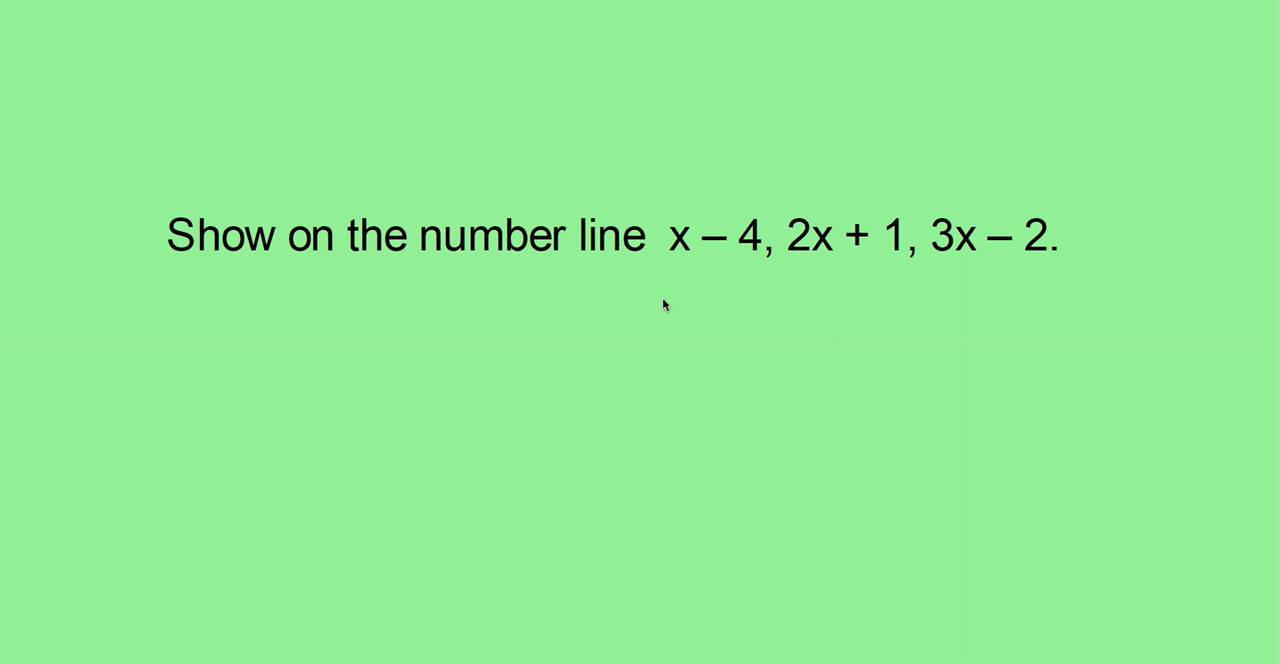 Show on the number line  x – 4, 2x + 1, 3x – 2.